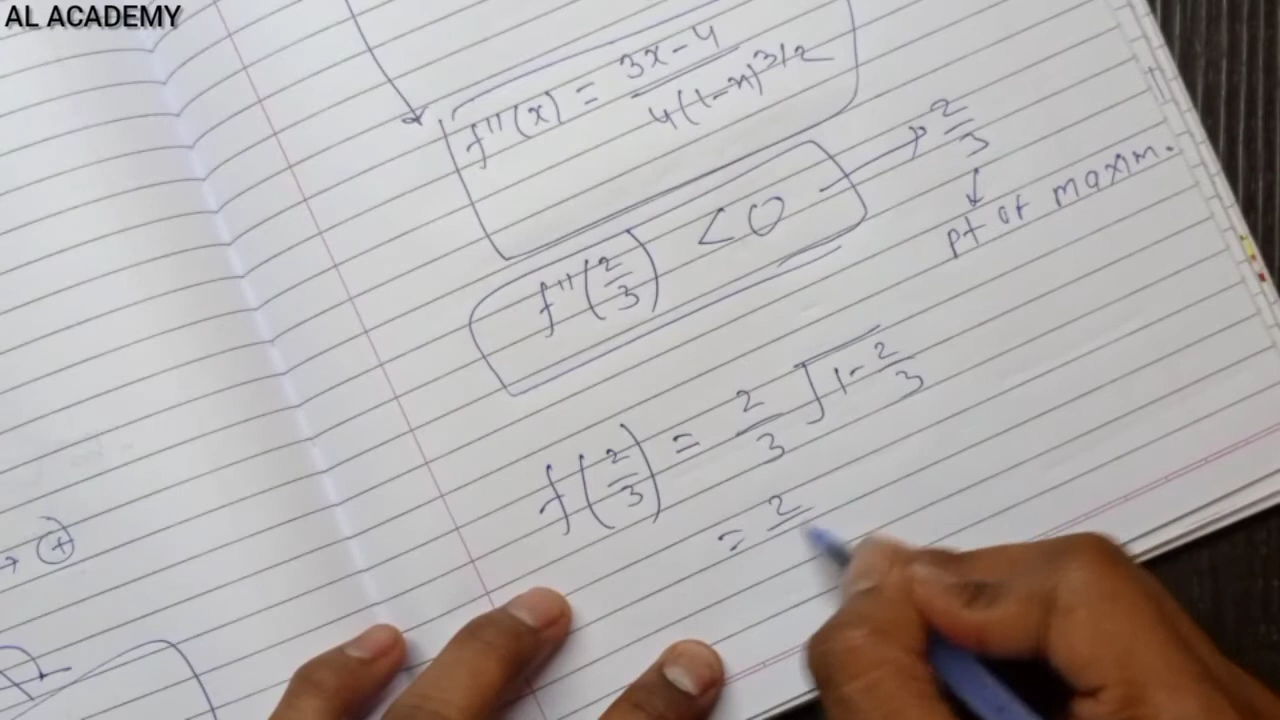 AL ACADEMY
f''(x) = 3x-4 / 4(1-x)^3/2
f''(2/3) < 0 → 2/3
↓
pt of maxim.
f(2/3) = 2/3 √1-2/3
= 2
→ (+)